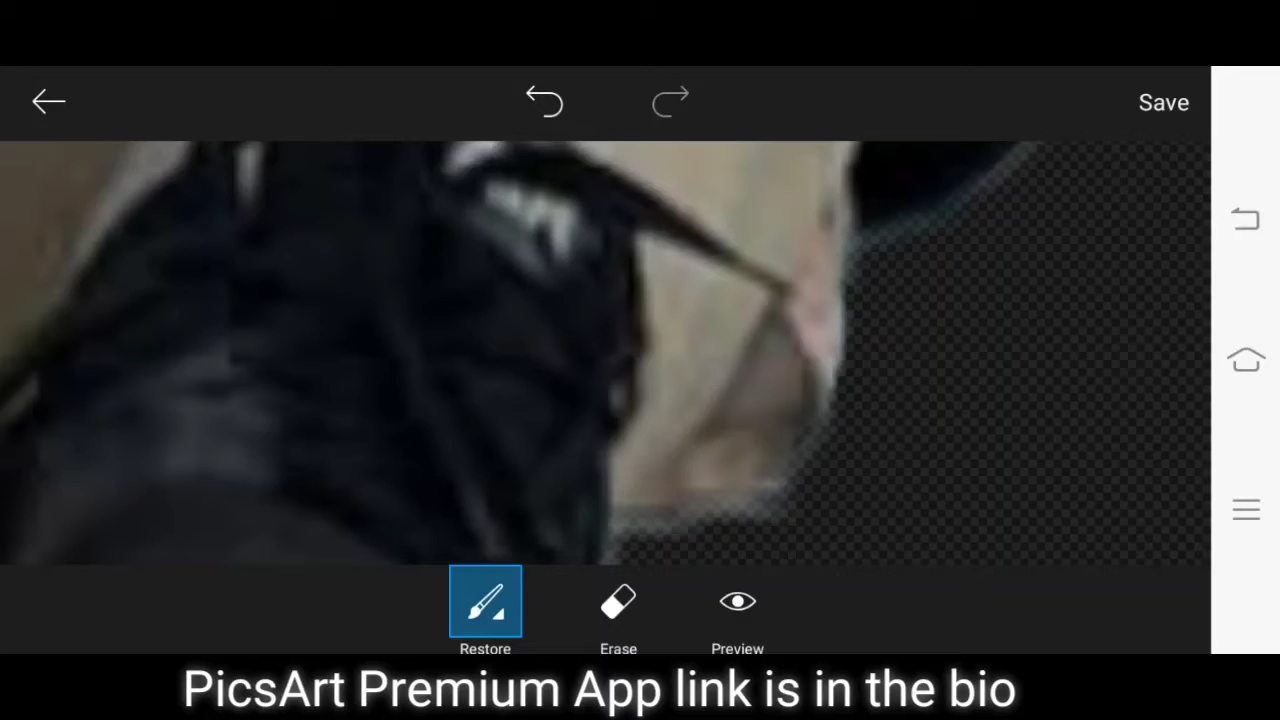 Save
Restore
Erase
Preview
PicsArt Premium App link is in the bio